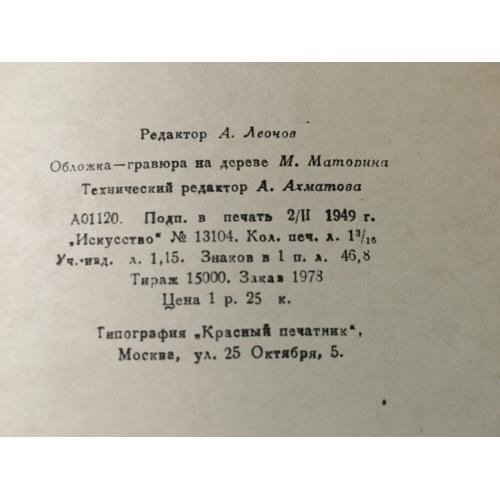 Редактор А. Леонов
Обложка—гравюра на дереве М. Маторина
Технический редактор А. Ахматова
А01120. Подп. в печать 2/II 1949 г.
„Искусство" № 13104. Кол. печ. л. 1³/₁₆
Уч.-изд. л. 1,15. Знаков в 1 п. л. 46,8
Тираж 15000. Заказ 1978
Цена 1 р. 25 к.
Типография „Красный печатник",
Москва, ул. 25 Октября, 5.